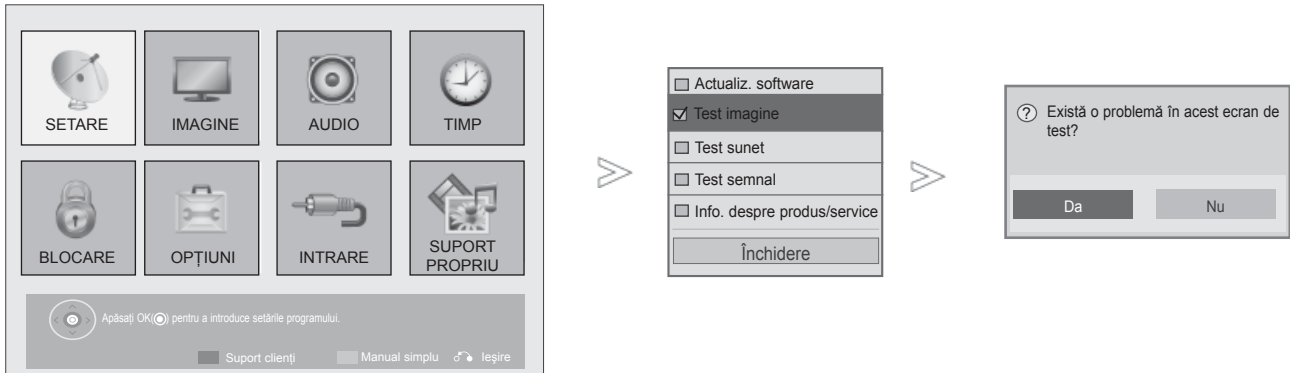 SETARE
IMAGINE
AUDIO
TIMP
BLOCARE
OPȚIUNI
INTRARE
SUPORT
PROPRIU
Apăsați OK( ) pentru a introduce setările programului.
Suport clienți
Manual simplu
Ieșire
Actualiz. software
Test imagine
Test sunet
Test semnal
Info. despre produs/service
Închidere
? Există o problemă în acest ecran de
test?
Da
Nu